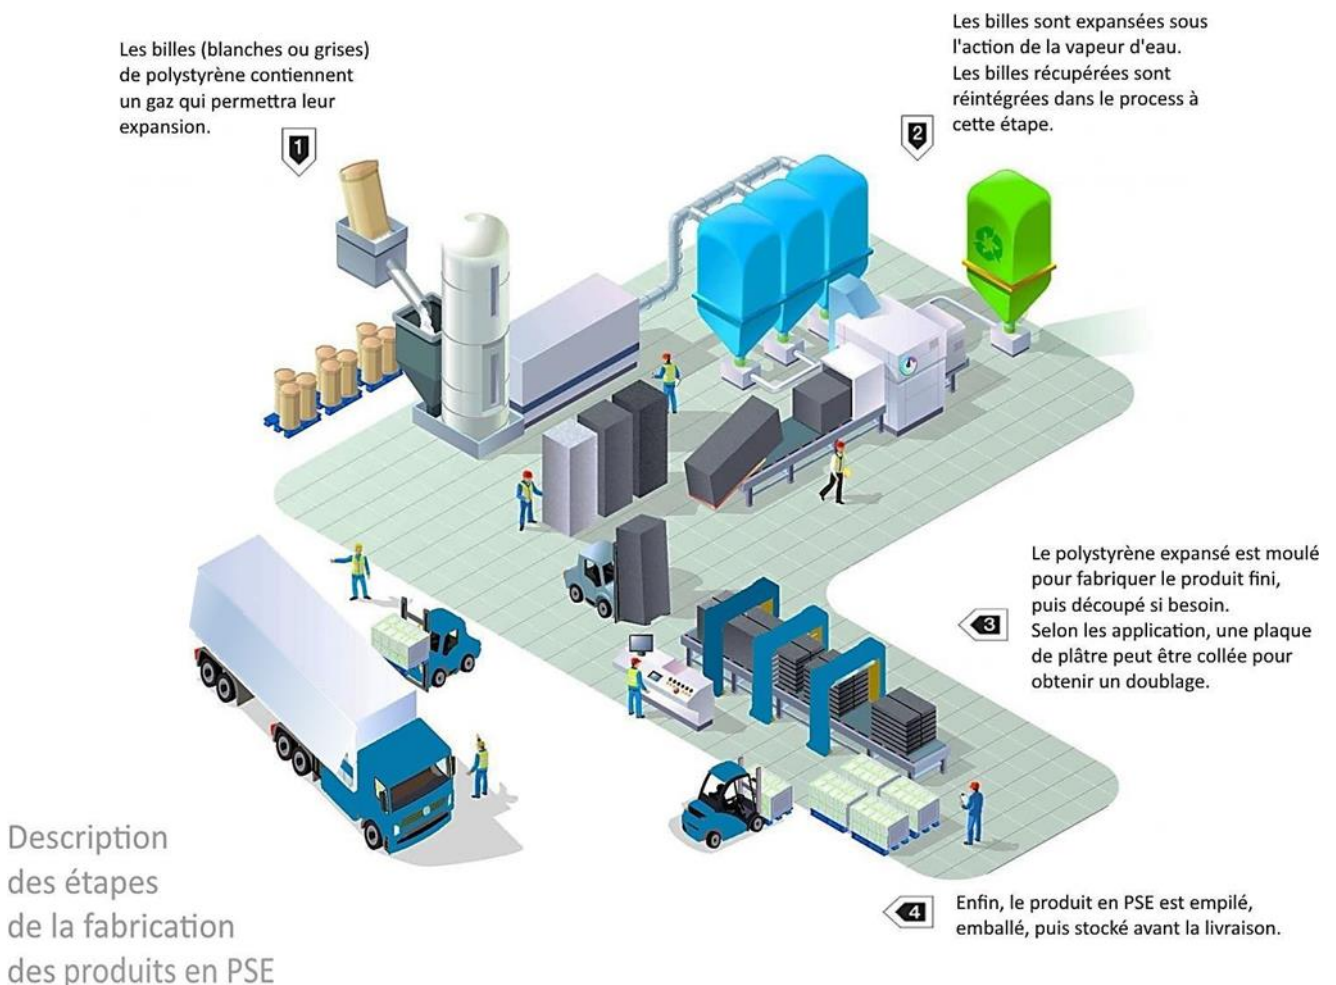 Les billes (blanches ou grises)
de polystyrène contiennent
un gaz qui permettra leur
expansion.
1
Les billes sont expansées sous
l'action de la vapeur d'eau.
Les billes récupérées sont
réintégrées dans le process à
cette étape.
2
Le polystyrène expansé est moulé
pour fabriquer le produit fini,
puis découpé si besoin.
Selon les application, une plaque
de plâtre peut être collée pour
obtenir un doublage.
3
4
Enfin, le produit en PSE est empilé,
emballé, puis stocké avant la livraison.
Description
des étapes
de la fabrication
des produits en PSE